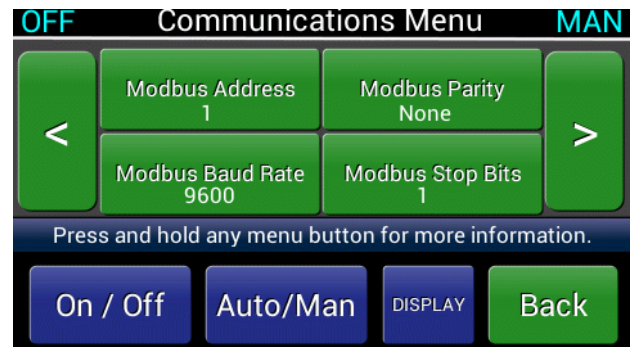 OFF Communications Menu MAN
<
Modbus Address
1
Modbus Parity
None
>
Modbus Baud Rate
9600
Modbus Stop Bits
1
Press and hold any menu button for more information.
On / Off Auto/Man DISPLAY Back